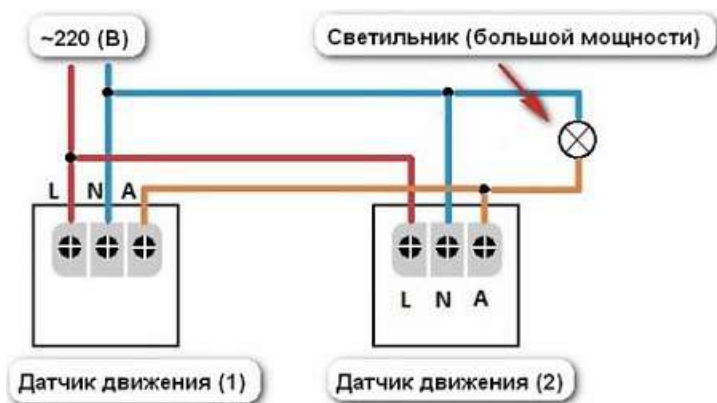 ~220 (В)
Светильник (большой мощности)
L N A
L N A
Датчик движения (1)
Датчик движения (2)